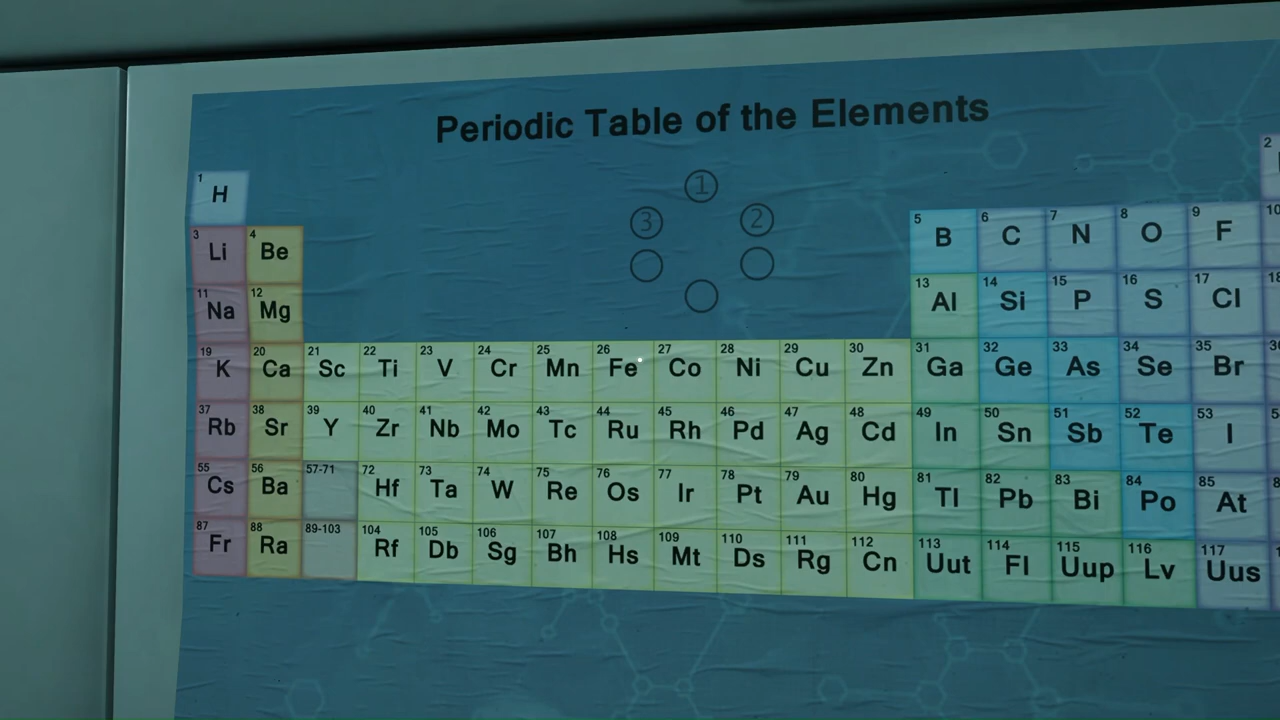 Periodic Table of the Elements
①
③ ②
1 H 2
3 Li 4 Be 5 B 6 C 7 N 8 O 9 F 10
11 Na 12 Mg 13 Al 14 Si 15 P 16 S 17 Cl 18
19 K 20 Ca 21 Sc 22 Ti 23 V 24 Cr 25 Mn 26 Fe 27 Co 28 Ni 29 Cu 30 Zn 31 Ga 32 Ge 33 As 34 Se 35 Br
37 Rb 38 Sr 39 Y 40 Zr 41 Nb 42 Mo 43 Tc 44 Ru 45 Rh 46 Pd 47 Ag 48 Cd 49 In 50 Sn 51 Sb 52 Te 53 I
55 Cs 56 Ba 57-71 72 Hf 73 Ta 74 W 75 Re 76 Os 77 Ir 78 Pt 79 Au 80 Hg 81 Tl 82 Pb 83 Bi 84 Po 85 At
87 Fr 88 Ra 89-103 104 Rf 105 Db 106 Sg 107 Bh 108 Hs 109 Mt 110 Ds 111 Rg 112 Cn 113 Uut 114 Fl 115 Uup 116 Lv 117 Uus